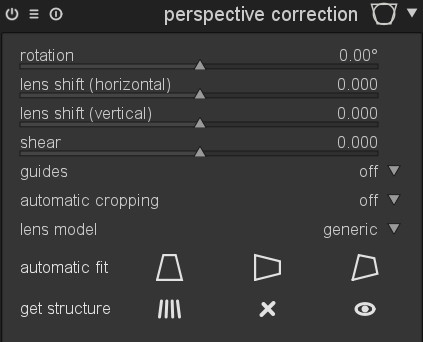 perspective correction
rotation 0.00°
lens shift (horizontal) 0.000
lens shift (vertical) 0.000
shear 0.000
guides off
automatic cropping off
lens model generic
automatic fit
get structure